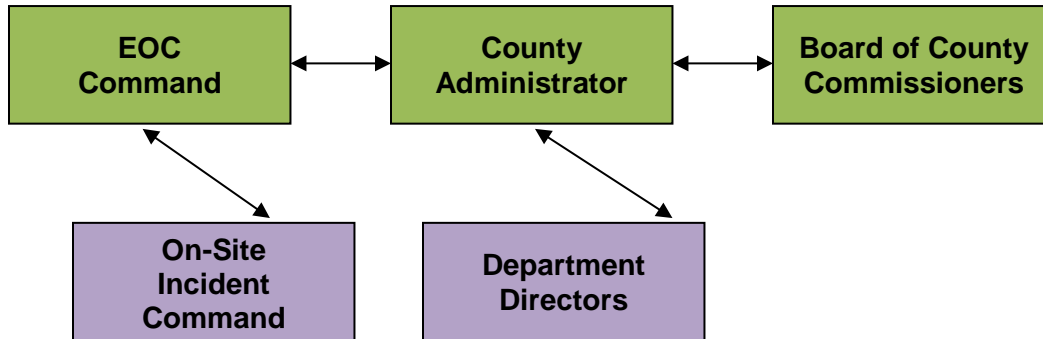 EOC
Command
County
Administrator
Board of County
Commissioners
On-Site
Incident
Command
Department
Directors